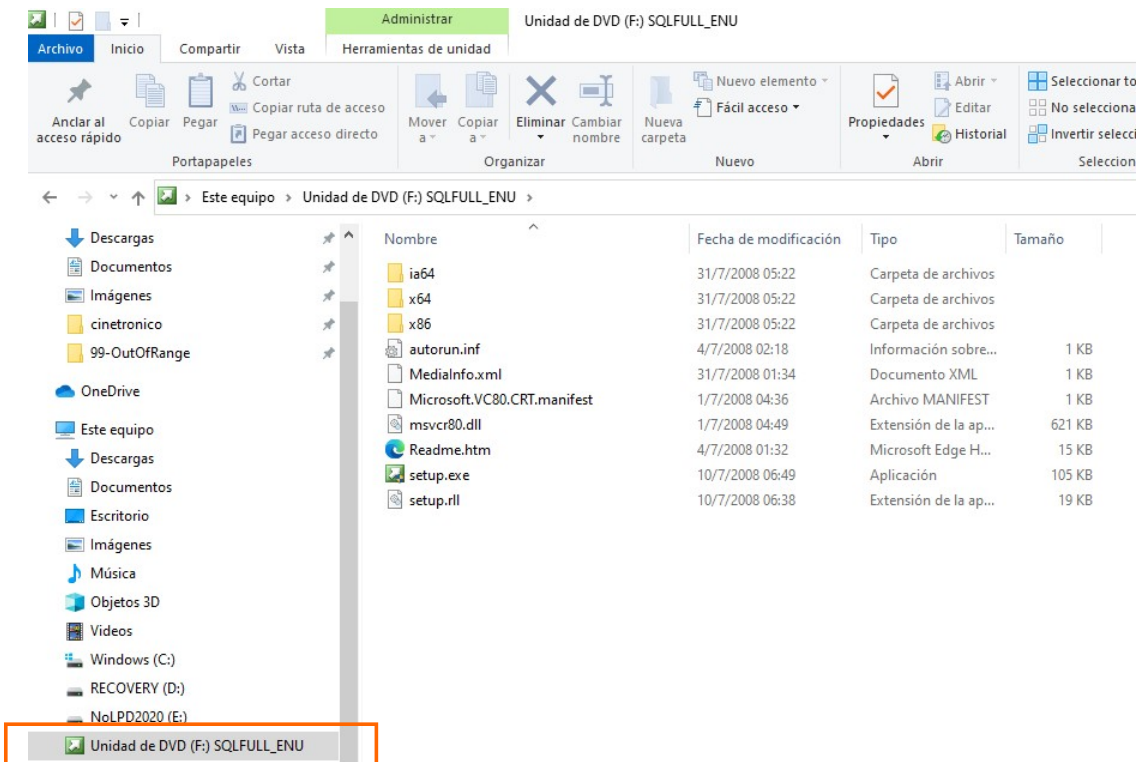 Administrar
Unidad de DVD (F:) SQLFULL_ENU
Archivo Inicio Compartir Vista Herramientas de unidad
Anclar al acceso rápido
Copiar
Pegar
Cortar
Copiar ruta de acceso
Pegar acceso directo
Portapapeles
Mover a
Copiar a
Eliminar
Cambiar nombre
Organizar
Nueva carpeta
Nuevo elemento
Fácil acceso
Nuevo
Propiedades
Abrir
Editar
Historial
Abrir
Seleccionar to
No selecciona
Invertir selecci
Seleccion
Este equipo > Unidad de DVD (F:) SQLFULL_ENU >
Descargas
Documentos
Imágenes
cinetronico
99-OutOfRange
OneDrive
Este equipo
Descargas
Documentos
Escritorio
Imágenes
Música
Objetos 3D
Videos
Windows (C:)
RECOVERY (D:)
NoLPD2020 (E:)
Unidad de DVD (F:) SQLFULL_ENU
Nombre Fecha de modificación Tipo Tamaño
ia64 31/7/2008 05:22 Carpeta de archivos
x64 31/7/2008 05:22 Carpeta de archivos
x86 31/7/2008 05:22 Carpeta de archivos
autorun.inf 4/7/2008 02:18 Información sobre... 1 KB
MediaInfo.xml 31/7/2008 01:34 Documento XML 1 KB
Microsoft.VC80.CRT.manifest 1/7/2008 04:36 Archivo MANIFEST 1 KB
msvcr80.dll 1/7/2008 04:49 Extensión de la ap... 621 KB
Readme.htm 4/7/2008 01:32 Microsoft Edge H... 15 KB
setup.exe 10/7/2008 06:49 Aplicación 105 KB
setup.rll 10/7/2008 06:38 Extensión de la ap... 19 KB